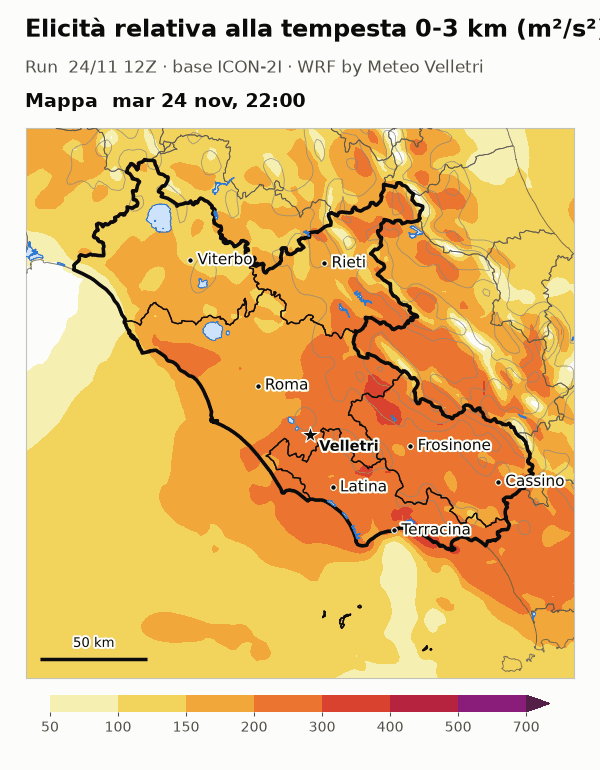 Elicità relativa alla tempesta 0-3 km (m²/s²)
Run  24/11 12Z · base ICON-2I · WRF by Meteo Velletri
Mappa  mar 24 nov, 22:00
Viterbo
Rieti
Roma
Velletri
Frosinone
Latina
Cassino
Terracina
50 km
50 100 150 200 300 400 500 700